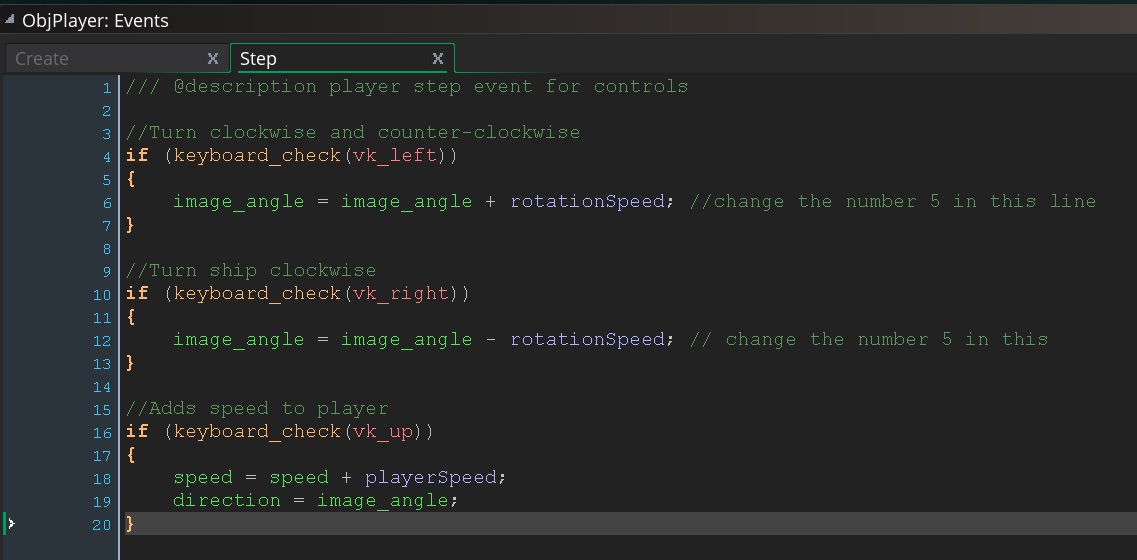 ObjPlayer: Events
Create X Step X
1 /// @description player step event for controls
2
3 //Turn clockwise and counter-clockwise
4 if (keyboard_check(vk_left))
5 {
6     image_angle = image_angle + rotationSpeed; //change the number 5 in this line
7 }
8
9 //Turn ship clockwise
10 if (keyboard_check(vk_right))
11 {
12     image_angle = image_angle - rotationSpeed; // change the number 5 in this
13 }
14
15 //Adds speed to player
16 if (keyboard_check(vk_up))
17 {
18     speed = speed + playerSpeed;
19     direction = image_angle;
20 }